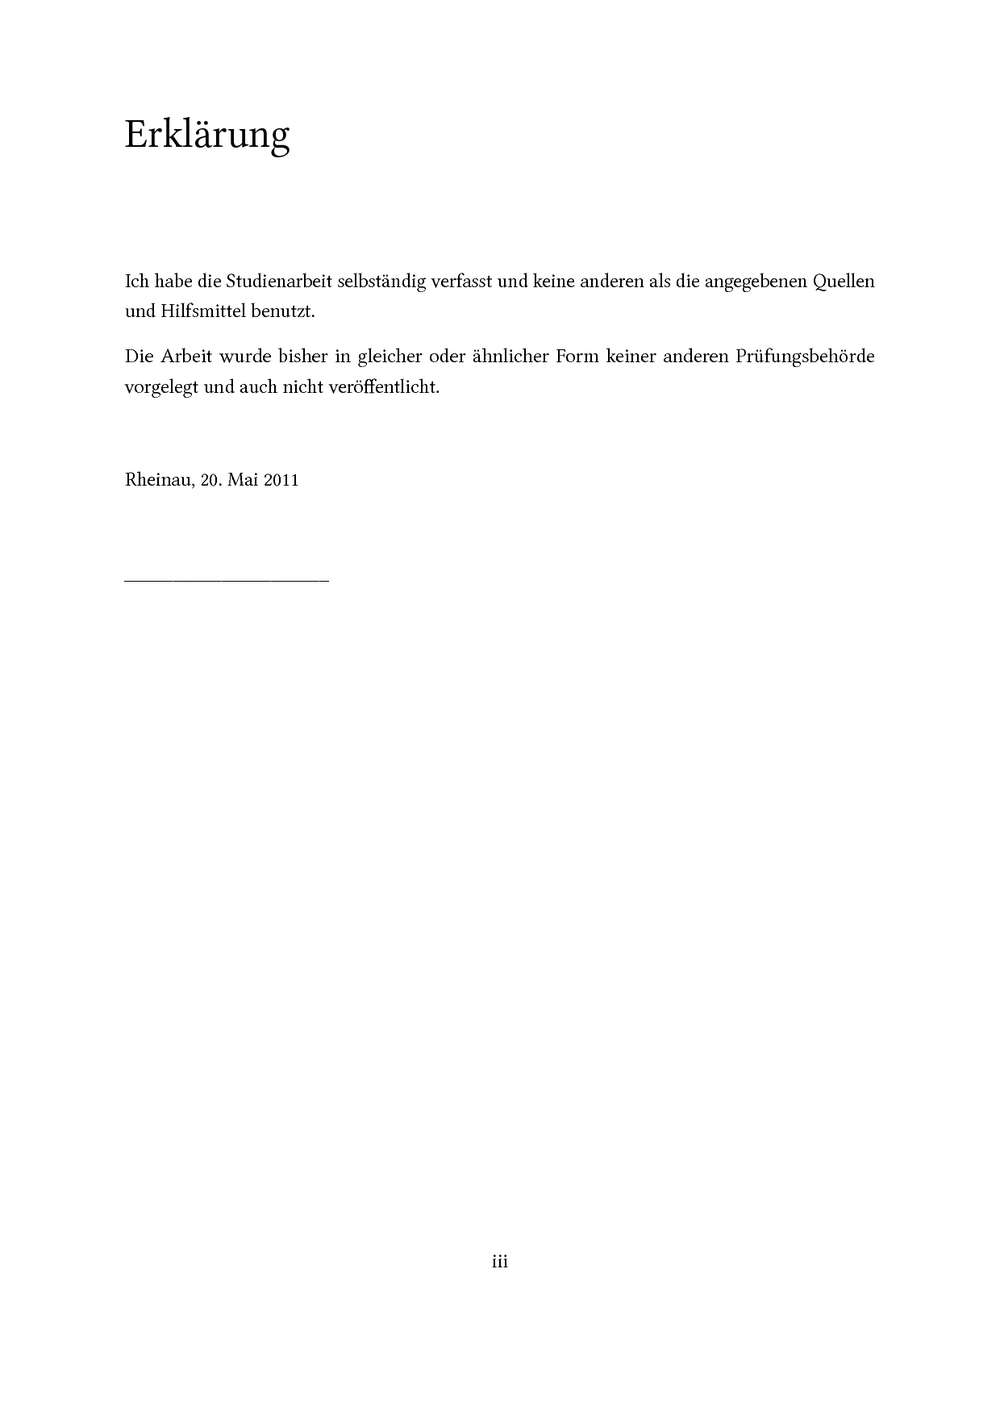 Erklärung
Ich habe die Studienarbeit selbständig verfasst und keine anderen als die angegebenen Quellen
und Hilfsmittel benutzt.
Die Arbeit wurde bisher in gleicher oder ähnlicher Form keiner anderen Prüfungsbehörde
vorgelegt und auch nicht veröffentlicht.
Rheinau, 20. Mai 2011
iii